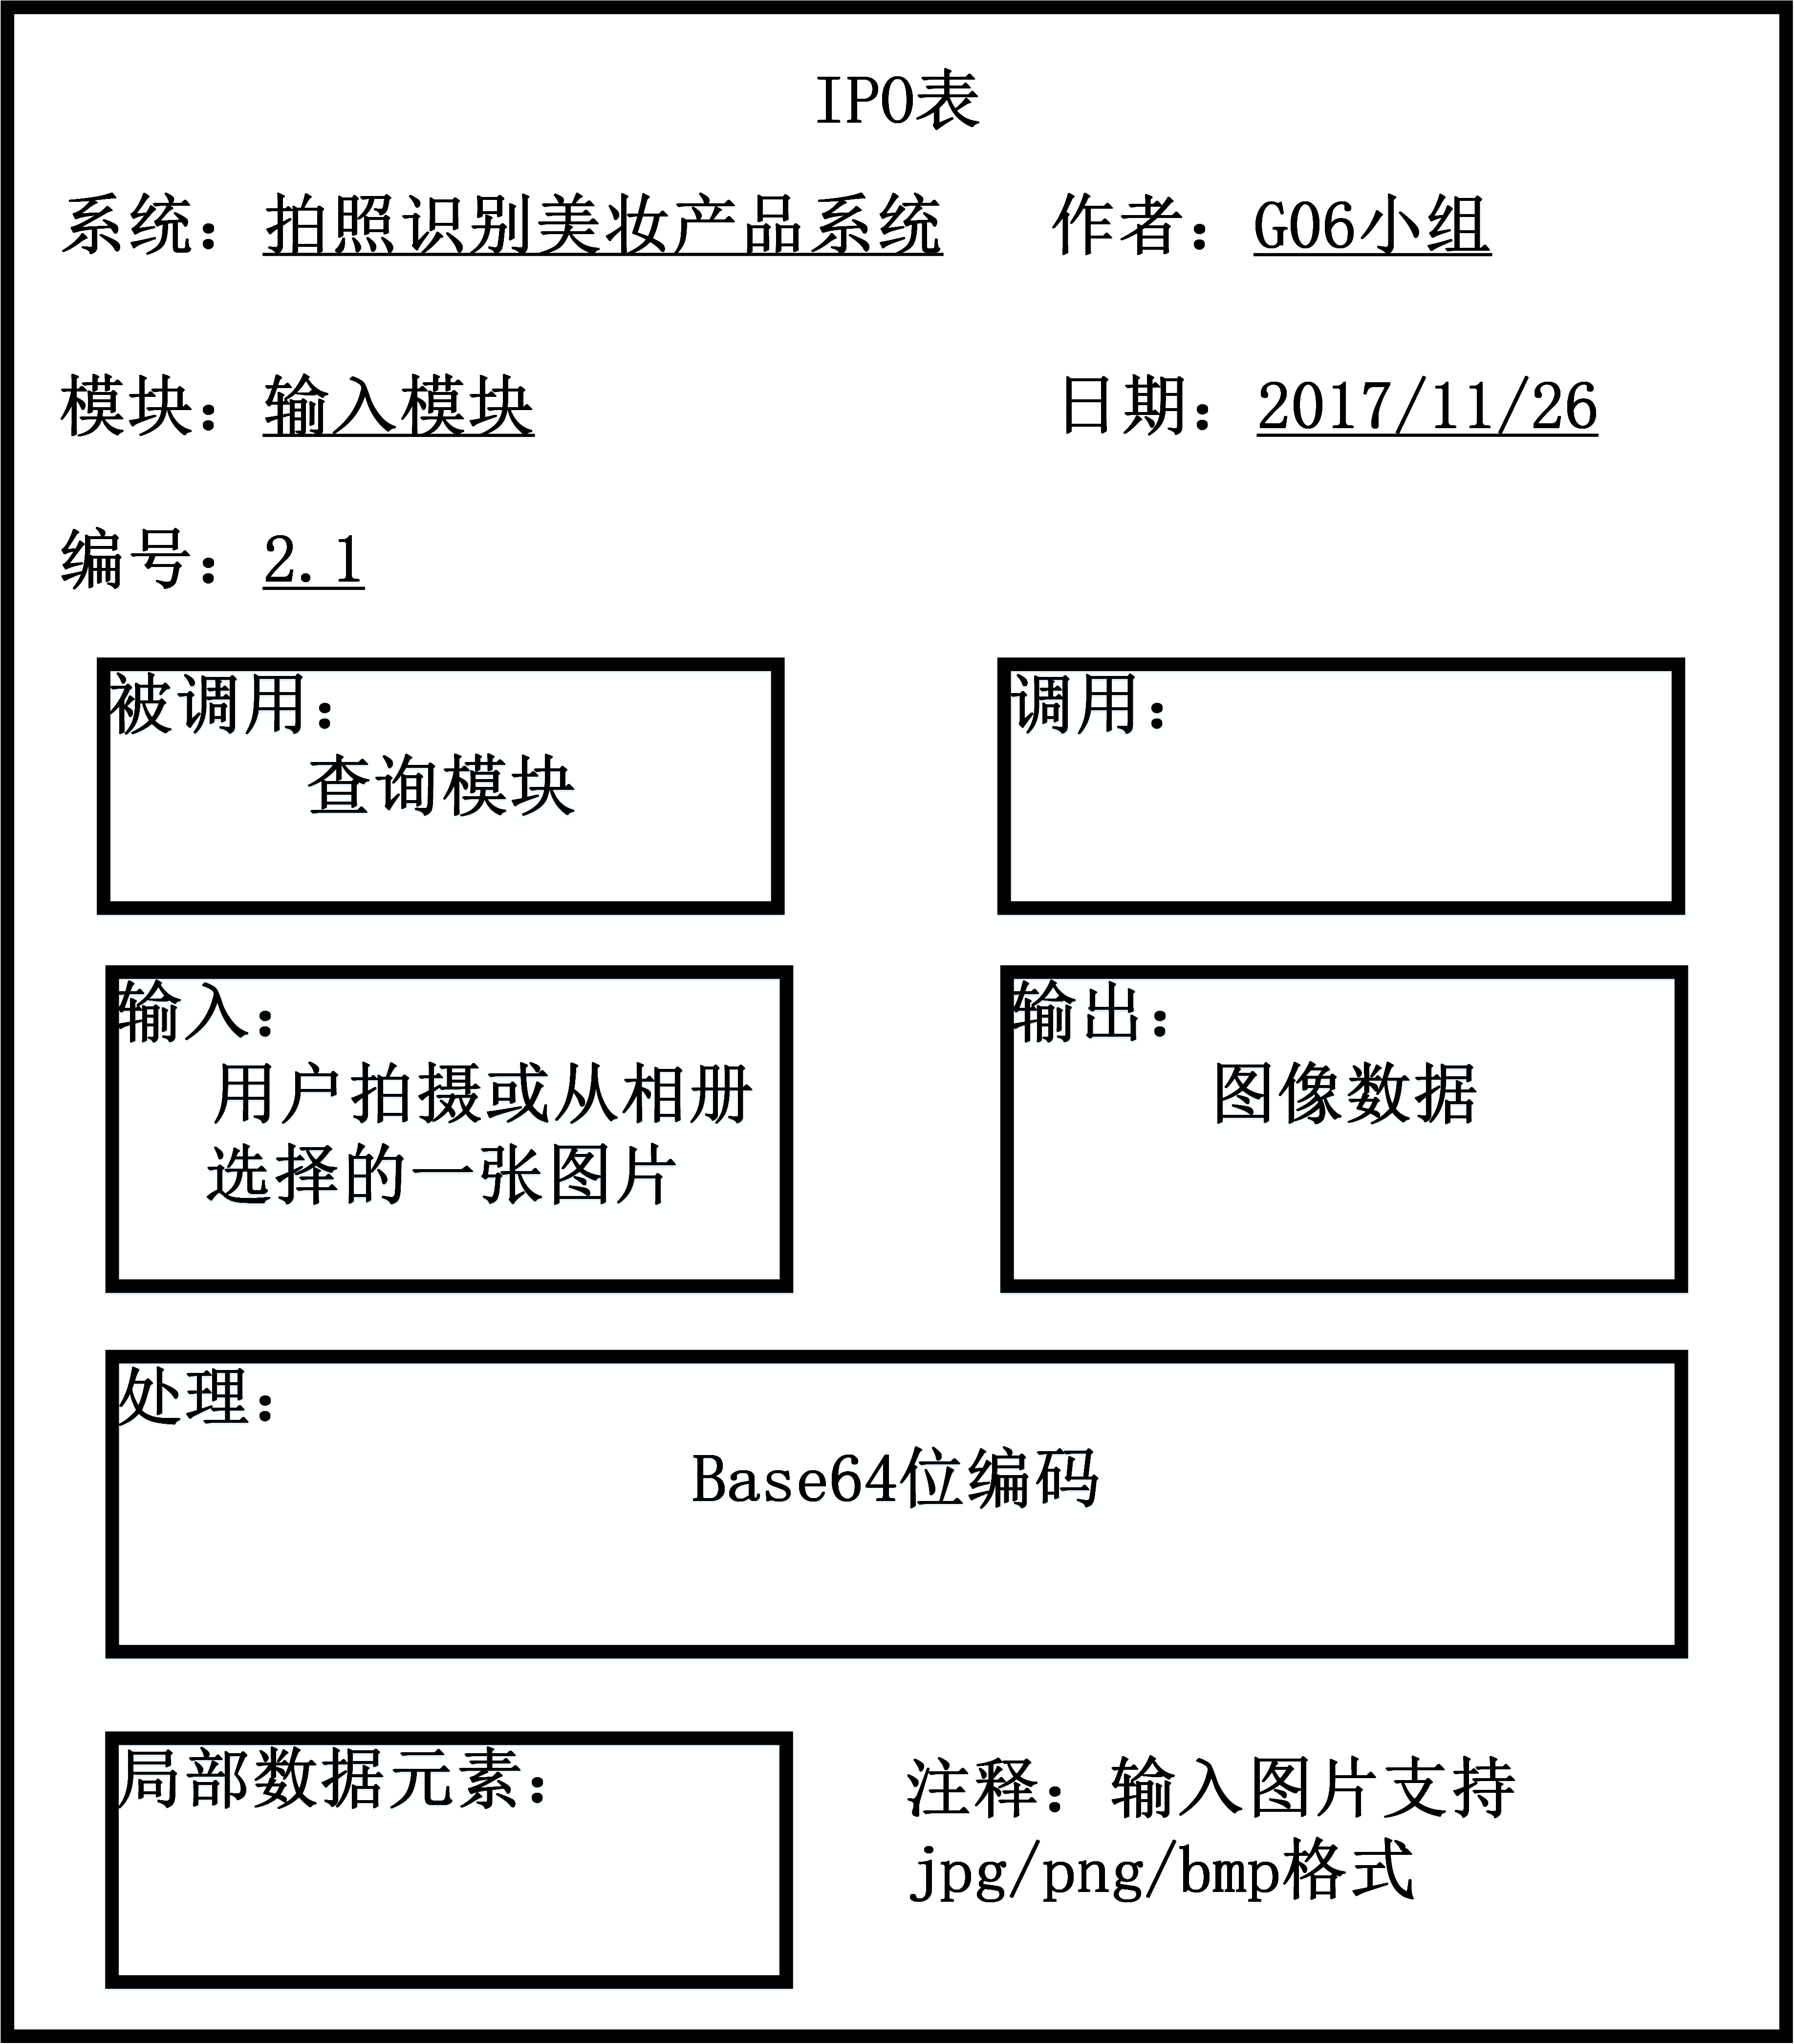 IPO表
系统：拍照识别美妆产品系统 作者：G06小组
模块：输入模块 日期：2017/11/26
编号：2.1
被调用：
查询模块
调用：
输入：
用户拍摄或从相册
选择的一张图片
输出：
图像数据
处理：
Base64位编码
局部数据元素：
注释：输入图片支持
jpg/png/bmp格式